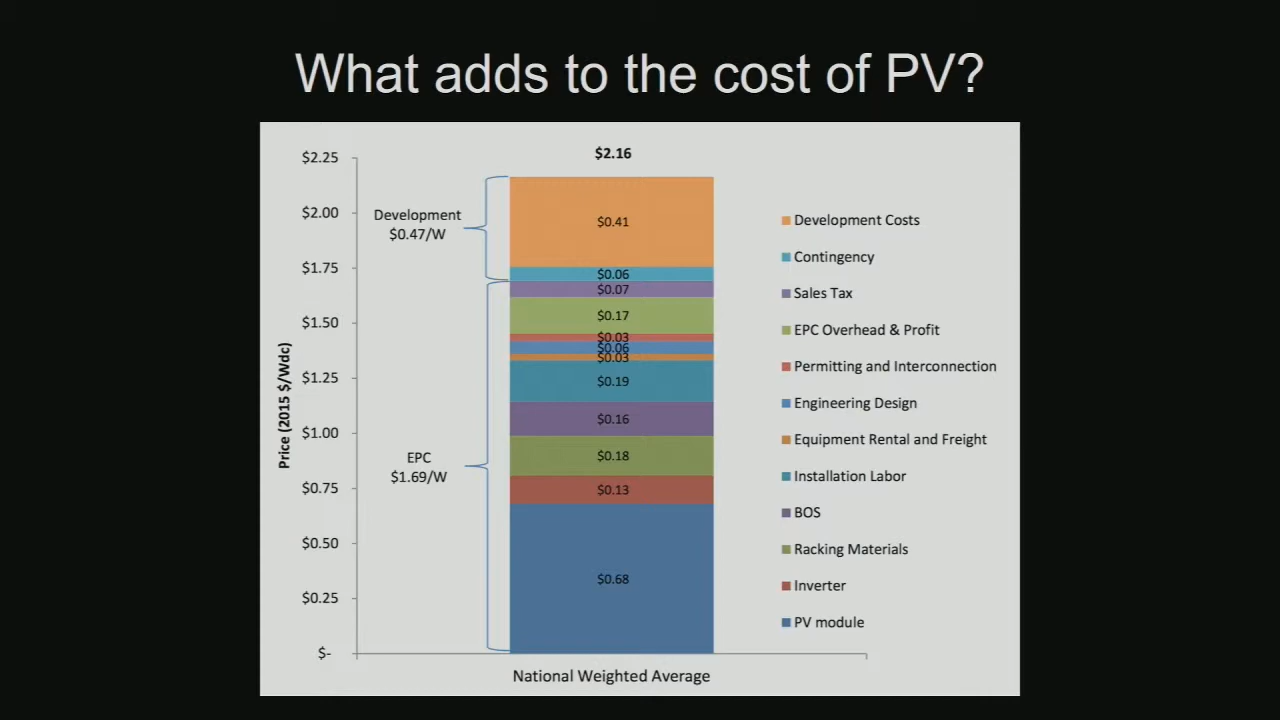 What adds to the cost of PV?
$2.16
$2.25
$2.00
$1.75
$1.50
$1.25
$1.00
$0.75
$0.50
$0.25
$-
Price (2015 $/Wdc)
Development
$0.47/W
EPC
$1.69/W
$0.41
$0.06
$0.07
$0.17
$0.03
$0.06
$0.03
$0.19
$0.16
$0.18
$0.13
$0.68
Development Costs
Contingency
Sales Tax
EPC Overhead & Profit
Permitting and Interconnection
Engineering Design
Equipment Rental and Freight
Installation Labor
BOS
Racking Materials
Inverter
PV module
National Weighted Average